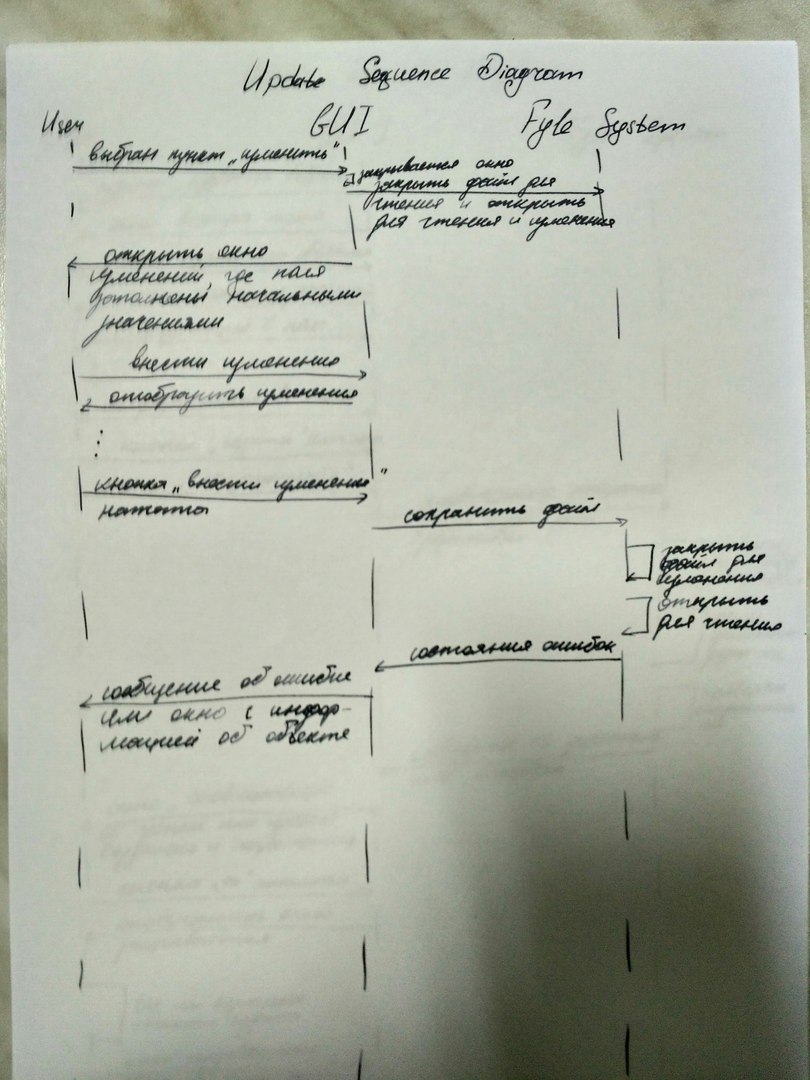 Update Sequence Diagram
User GUI Fyle System
выбран пункт „изменить"
закрывается окно
закрыть файл для
чтения и открыть
для чтения и изменения
открыть окно
изменений, где поля
заполнены начальными
значениями
внести изменения
отобразить изменения
кнопка „внести изменения"
нажата
сохранить файл
закрыть
файл для
изменения
открыть
для чтения
состояния ошибок
сообщение об ошибке
или окно с инфор-
мацией об объекте